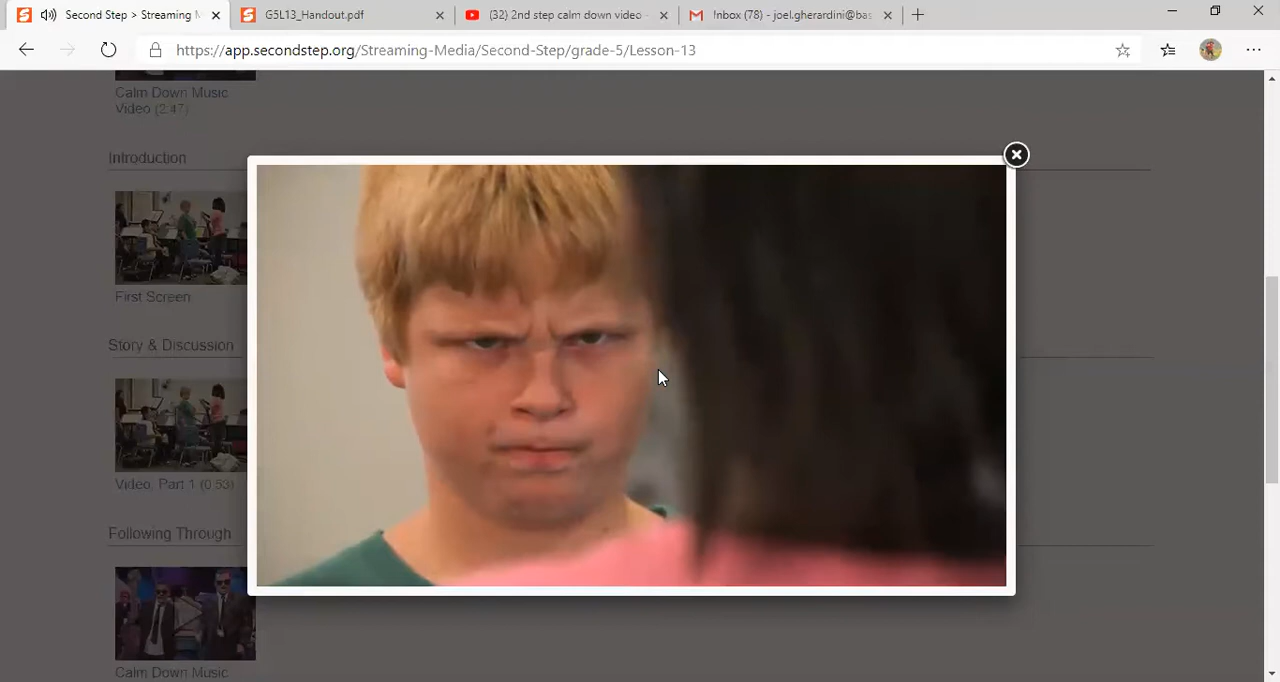 Second Step > Streaming M
G5L13_Handout.pdf
(32) 2nd step calm down video -
Inbox (78) - joel.gherardini@bas
https://app.secondstep.org/Streaming-Media/Second-Step/grade-5/Lesson-13
Calm Down Music
Video (2:47)
Introduction
First Screen
Story & Discussion
Video, Part 1 (0:53)
Following Through
Calm Down Music